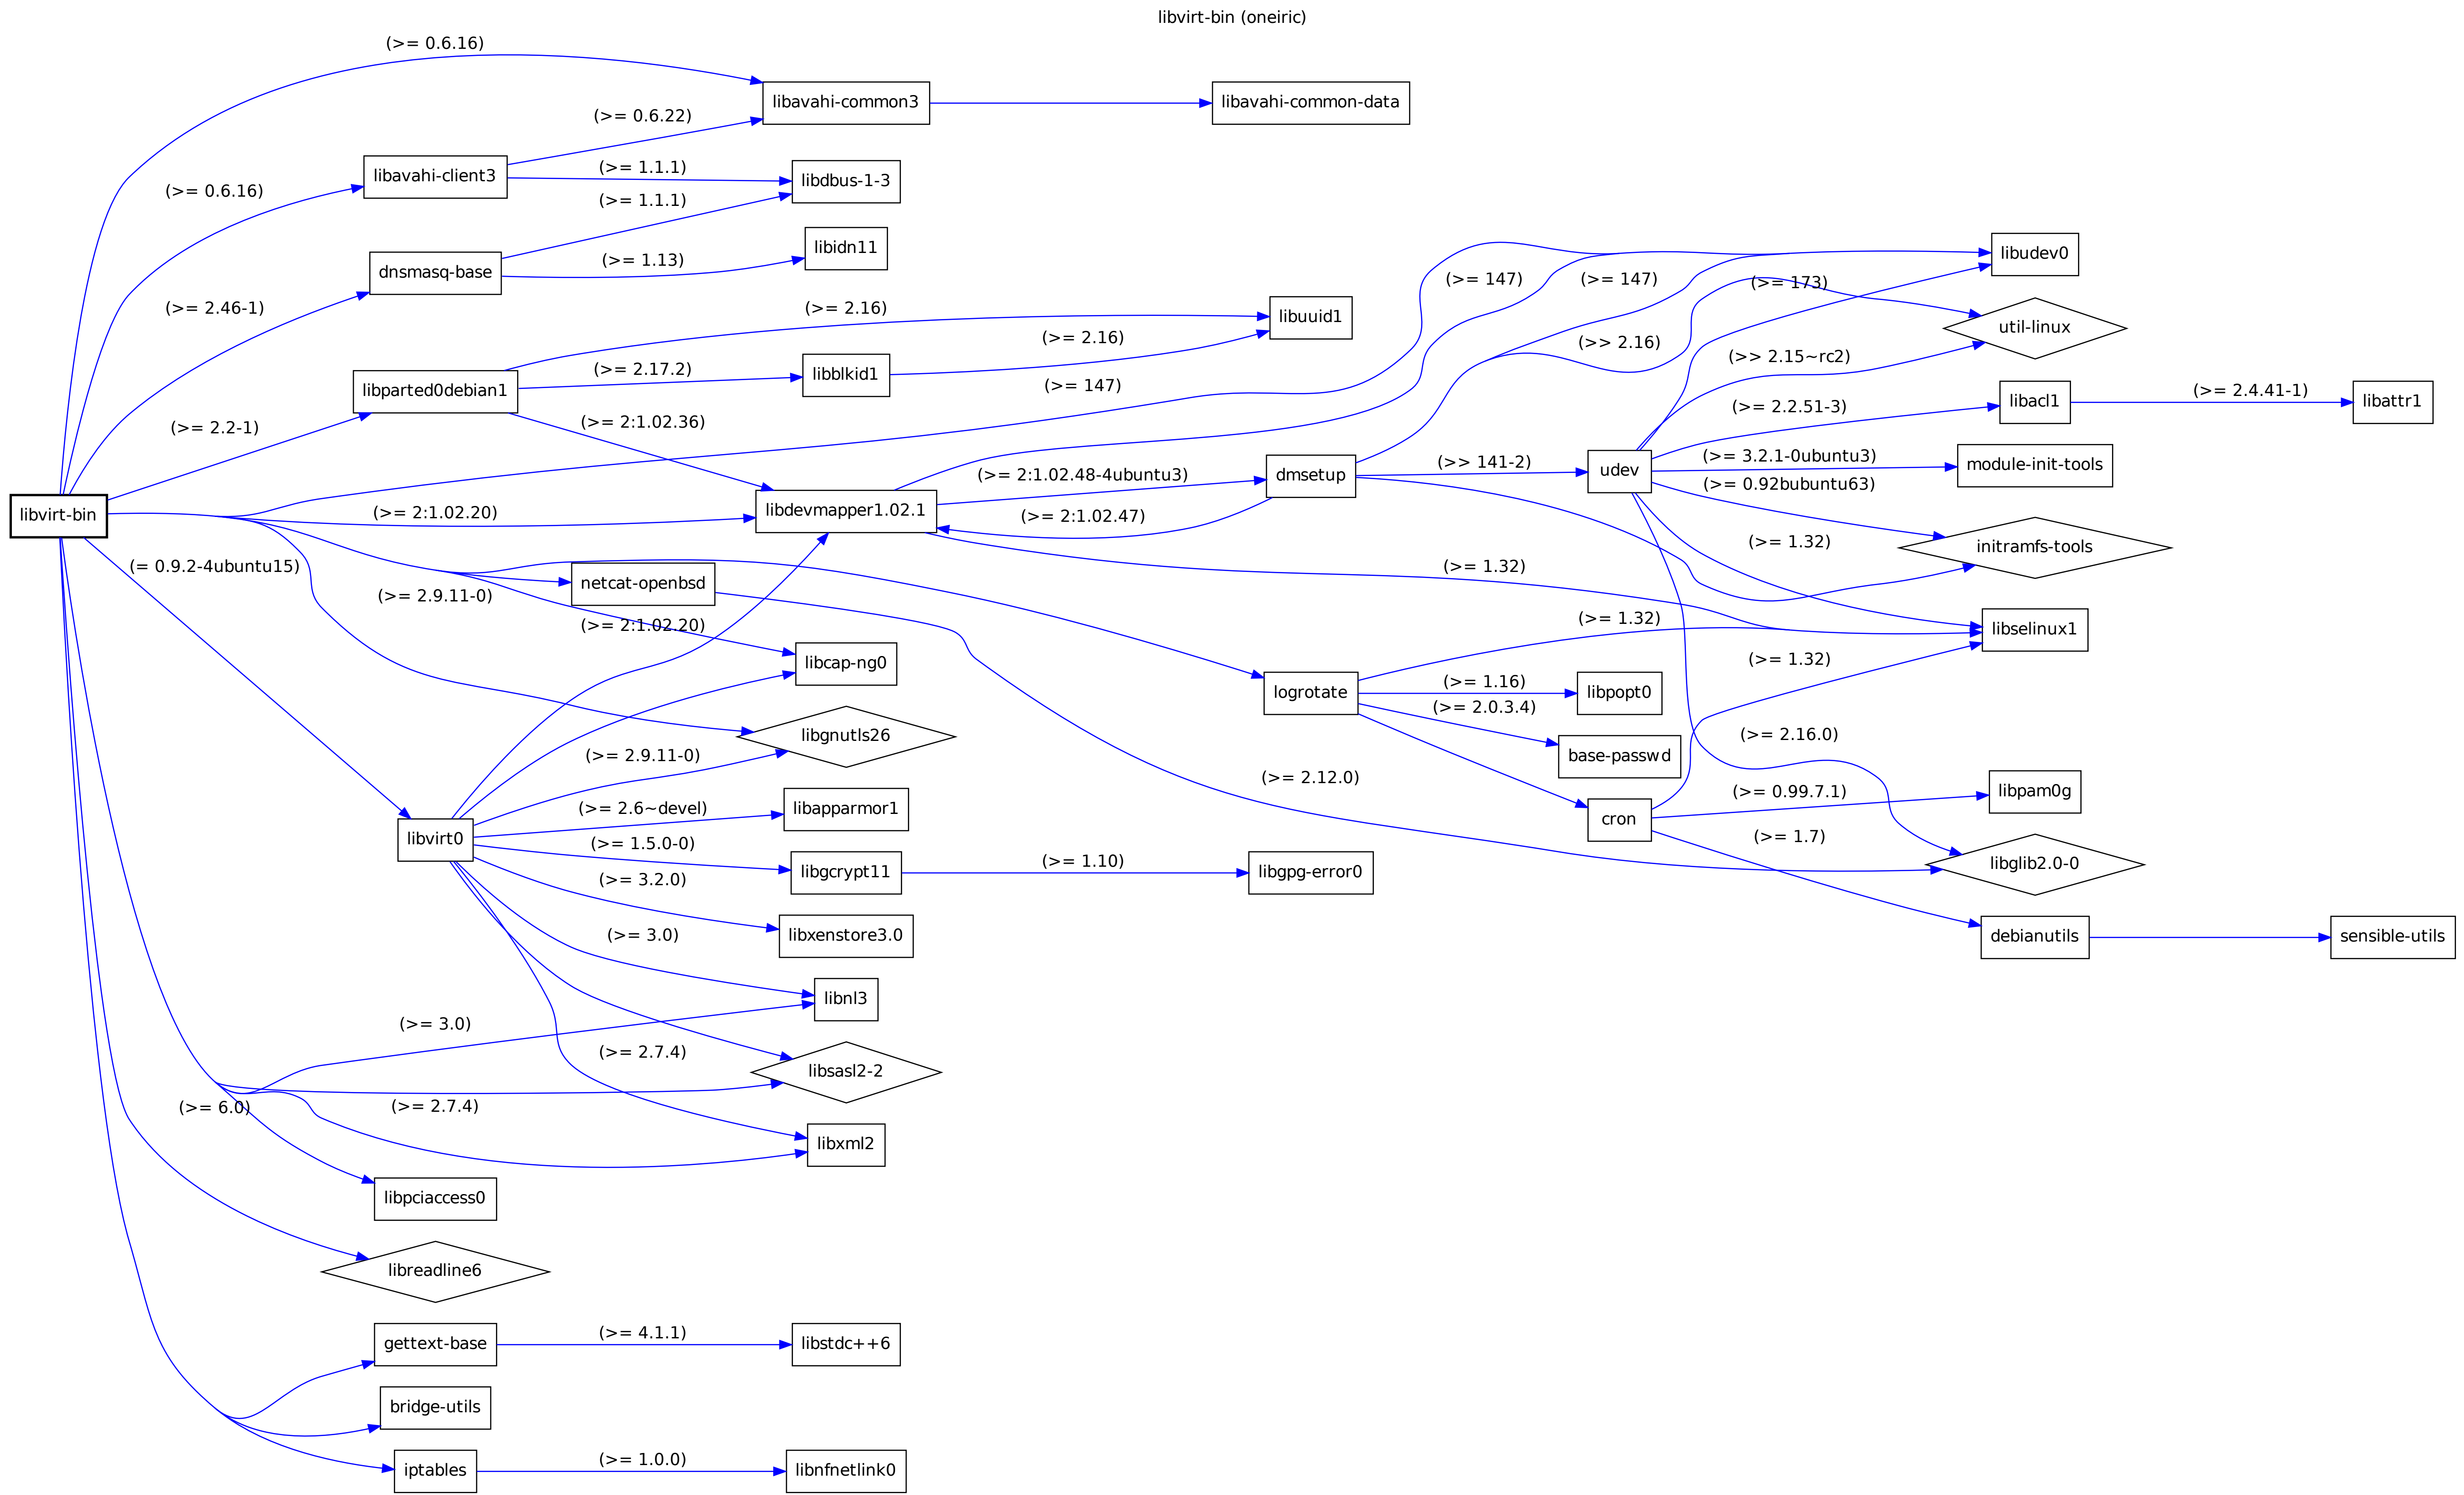 libvirt-bin (oneiric)
(>= 0.6.16)
libavahi-common3
libavahi-common-data
(>= 0.6.22)
(>= 0.6.16)
libavahi-client3
(>= 1.1.1)
libdbus-1-3
(>= 1.1.1)
libidn11
dnsmasq-base
(>= 1.13)
(>= 2.46-1)
(>= 147)
(>= 147)
(>= 173)
libudev0
(>= 2.16)
libuuid1
(>= 2.16)
util-linux
(>> 2.16)
(>> 2.15~rc2)
(>= 2.17.2)
libblkid1
libparted0debian1
(>= 147)
(>= 2.2-1)
(>= 2:1.02.36)
(>= 2.2.51-3)
libacl1
(>= 2.4.41-1)
libattr1
(>= 2:1.02.48-4ubuntu3)
dmsetup
(>> 141-2)
udev
(>= 3.2.1-0ubuntu3)
module-init-tools
(>= 0.92bubuntu63)
libvirt-bin
(>= 2:1.02.20)
libdevmapper1.02.1
(>= 2:1.02.47)
(>= 1.32)
initramfs-tools
(= 0.9.2-4ubuntu15)
(>= 1.32)
netcat-openbsd
(>= 2.9.11-0)
(>= 2:1.02.20)
(>= 1.32)
libselinux1
libcap-ng0
(>= 1.32)
logrotate
(>= 1.16)
libpopt0
(>= 2.0.3.4)
libgnutls26
(>= 2.16.0)
base-passwd
(>= 2.9.11-0)
(>= 2.12.0)
(>= 0.99.7.1)
libpam0g
(>= 2.6~devel)
libapparmor1
cron
libvirt0
(>= 1.7)
(>= 1.5.0-0)
libgcrypt11
(>= 1.10)
libgpg-error0
libglib2.0-0
(>= 3.2.0)
libxenstore3.0
(>= 3.0)
debianutils
sensible-utils
libnl3
(>= 3.0)
(>= 2.7.4)
libsasl2-2
(>= 6.0)
(>= 2.7.4)
libxml2
libpciaccess0
libreadline6
gettext-base
(>= 4.1.1)
libstdc++6
bridge-utils
iptables
(>= 1.0.0)
libnfnetlink0